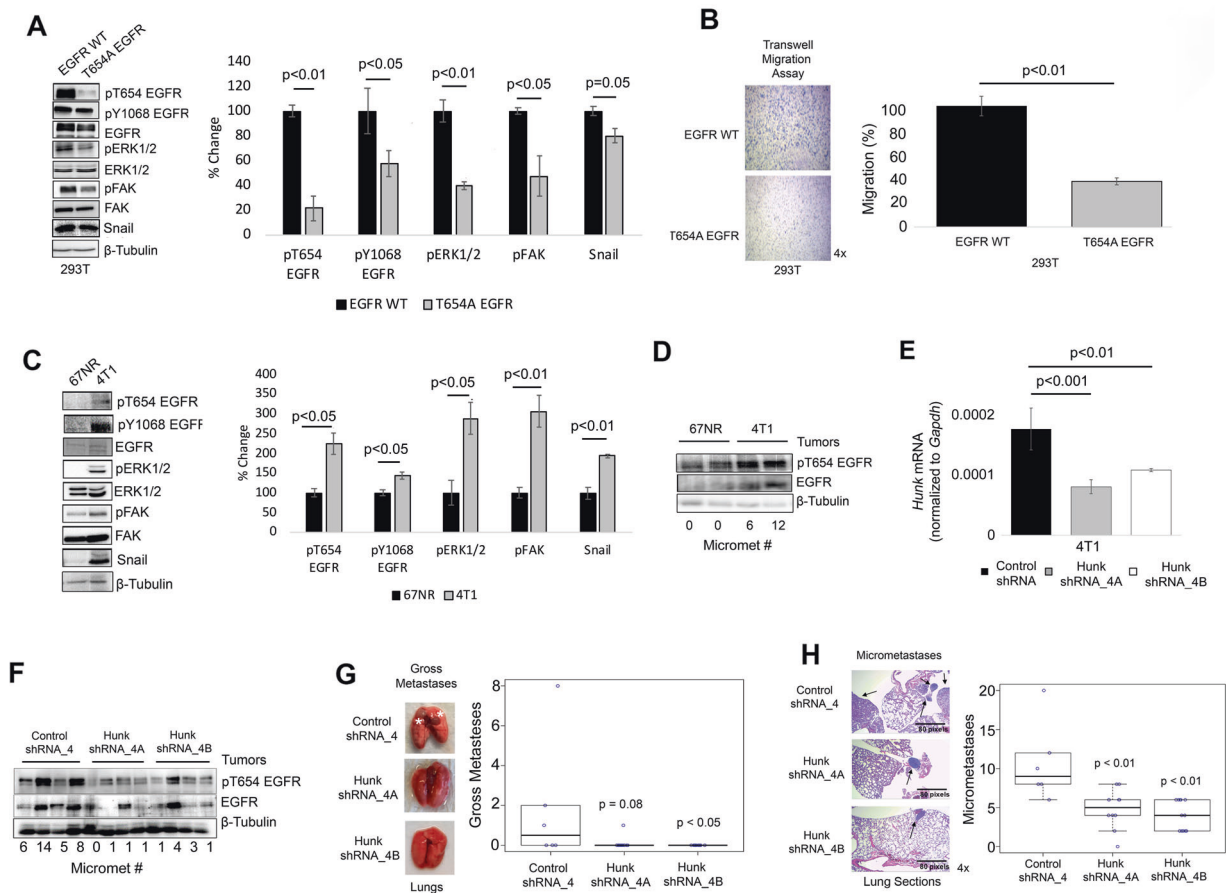 A
EGFR WT
T654A EGFR
pT654 EGFR
pY1068 EGFR
EGFR
pERK1/2
ERK1/2
pFAK
FAK
Snail
β-Tubulin
293T
% Change
140
120
100
80
60
40
20
0
p<0.01
p<0.05
p<0.01
p<0.05
p=0.05
pT654
EGFR
pY1068
EGFR
pERK1/2
pFAK
Snail
EGFR WT
T654A EGFR
B
Transwell
Migration
Assay
EGFR WT
T654A EGFR
4x
293T
Migration (%)
100
80
60
40
20
0
p<0.01
EGFR WT
T654A EGFR
293T
C
67NR
4T1
pT654 EGFR
pY1068 EGFF
EGFR
pERK1/2
ERK1/2
pFAK
FAK
Snail
β-Tubulin
% Change
400
350
300
250
200
150
100
50
0
p<0.05
p<0.05
p<0.05
p<0.01
p<0.01
pT654
EGFR
pY1068
EGFR
pERK1/2
pFAK
Snail
67NR
4T1
D
67NR
4T1
Tumors
pT654 EGFR
EGFR
β-Tubulin
0 0 6 12
Micromet #
E
Hunk mRNA
(normalized to Gapdh)
0.0002
0.0001
0
p<0.01
p<0.001
4T1
Control
shRNA
Hunk
shRNA_4A
Hunk
shRNA_4B
F
Control
shRNA_4
Hunk
shRNA_4A
Hunk
shRNA_4B
Tumors
pT654 EGFR
EGFR
β-Tubulin
6 14 5 8 0 1 1 1 1 4 3 1
Micromet #
G
Gross
Metastases
Control
shRNA_4
Hunk
shRNA_4A
Hunk
shRNA_4B
Lungs
* *
Gross Metasteses
8
6
4
2
0
p = 0.08
p < 0.05
Control
shRNA_4
Hunk
shRNA_4A
Hunk
shRNA_4B
H
Micrometastases
Control
shRNA_4
Hunk
shRNA_4A
Hunk
shRNA_4B
80 pixels
80 pixels
80 pixels
4x
Lung Sections
Micrometastases
20
15
10
5
0
p < 0.01
p < 0.01
Control
shRNA_4
Hunk
shRNA_4A
Hunk
shRNA_4B